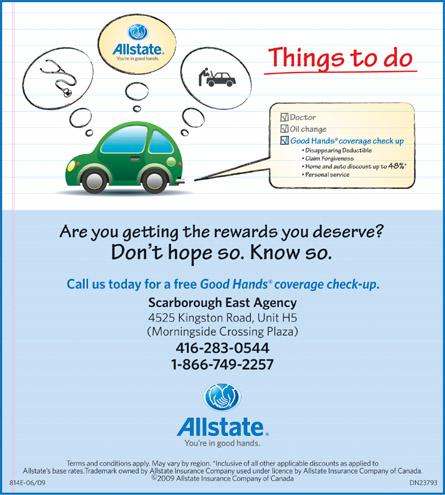 Allstate.
You're in good hands.
Things to do
Doctor
Oil change
Good Hands® coverage check up
• Disappearing Deductible
• Claim Forgiveness
• Home and auto discount up to 48%*
• Personal service
Are you getting the rewards you deserve?
Don't hope so. Know so.
Call us today for a free Good Hands® coverage check-up.
Scarborough East Agency
4525 Kingston Road, Unit H5
(Morningside Crossing Plaza)
416-283-0544
1-866-749-2257
Allstate.
You're in good hands.
Terms and conditions apply. May vary by region. *Inclusive of all other applicable discounts as applied to
Allstate's base rates.Trademark owned by Allstate Insurance Company used under licence by Allstate Insurance Company of Canada.
©2009 Allstate Insurance Company of Canada
814E-06/09
DN23793